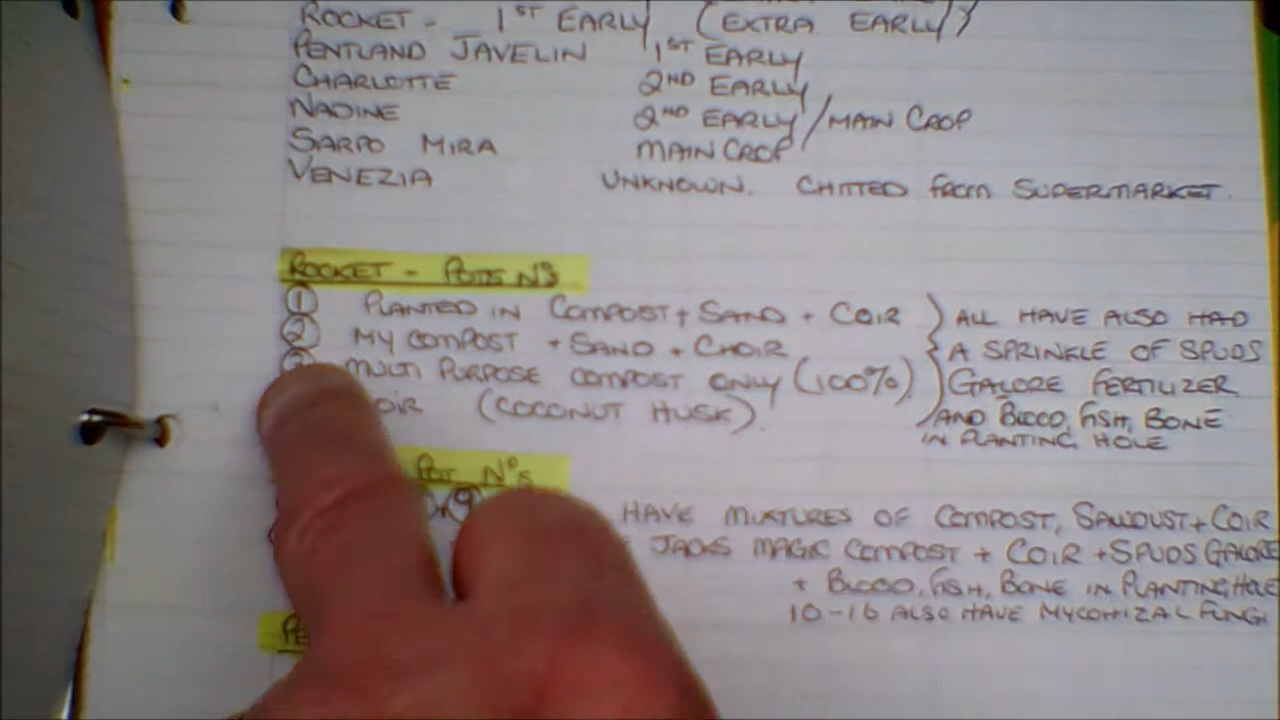 ROCKET - 1ST EARLY (EXTRA EARLY)
PENTLAND JAVELIN 1ST EARLY
CHARLOTTE 2ND EARLY
NADINE 2ND EARLY/MAIN CROP
SARPO MIRA MAIN CROP
VENEZIA UNKNOWN. CHITTED FROM SUPERMARKET.
ROCKET - POTS Nos
1 PLANTED IN COMPOST + SAND + COIR
2 MY COMPOST + SAND + CHOIR
MULTI PURPOSE COMPOST ONLY (100%)
OIR (COCONUT HUSK).
ALL HAVE ALSO HAD
A SPRINKLE OF SPUDS
GALORE FERTILIZER
AND BLOOD, FISH, BONE
IN PLANTING HOLE
POT Nos
9 HAVE MIXTURES OF COMPOST, SAWDUST + COIR
JACKS MAGIC COMPOST + COIR + SPUDS GALORE
+ BLOOD, FISH, BONE IN PLANTING HOLE
10-16 ALSO HAVE MYCORHIZAL FUNGI
PE